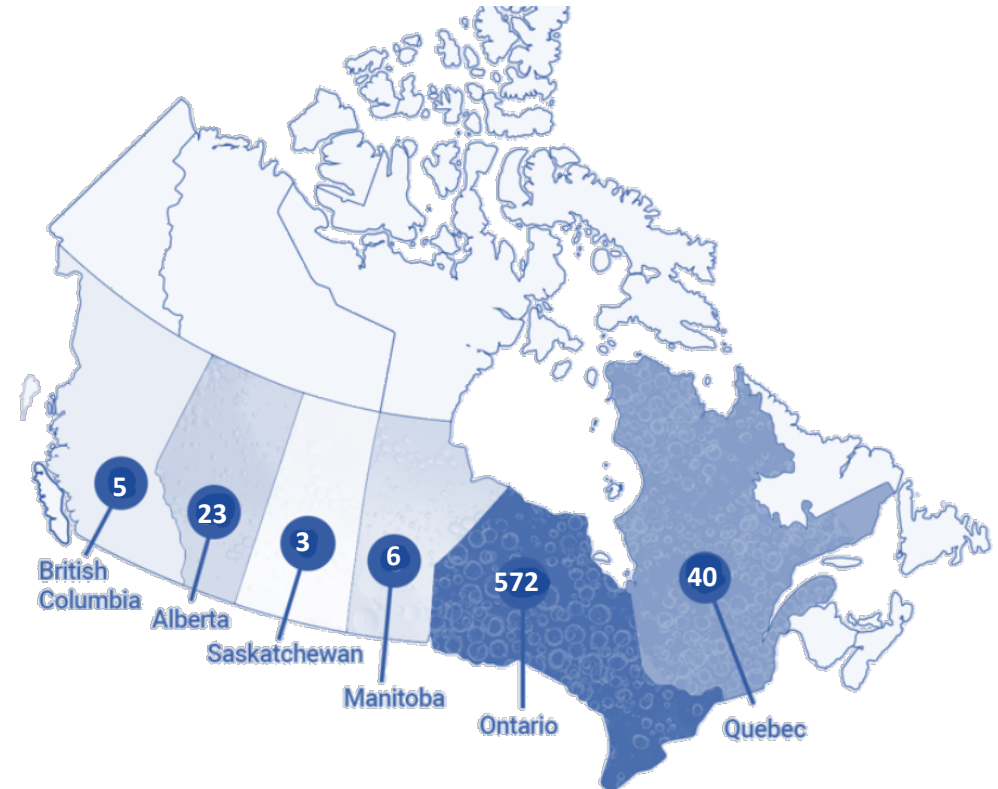 5
British
Columbia
23
Alberta
3
Saskatchewan
6
Manitoba
572
Ontario
40
Quebec